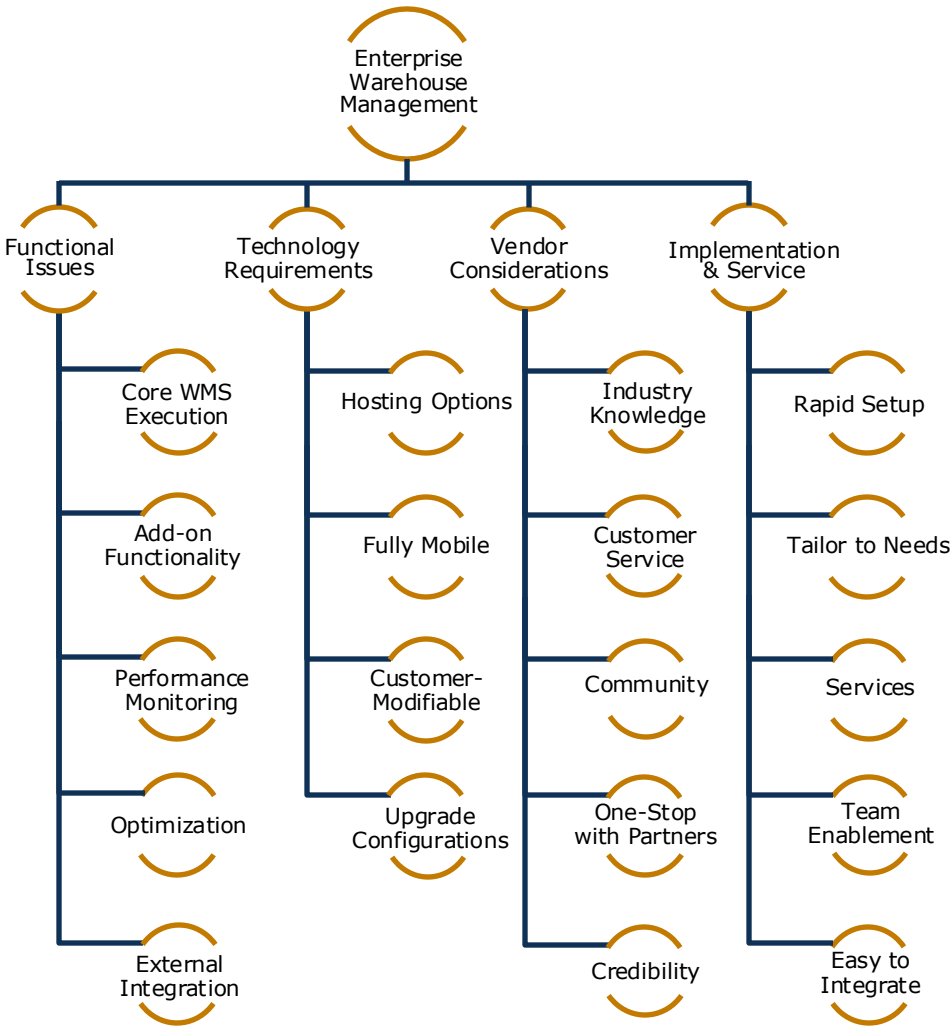 Enterprise
Warehouse
Management
Functional
Issues
Technology
Requirements
Vendor
Considerations
Implementation
& Service
Core WMS
Execution
Add-on
Functionality
Performance
Monitoring
Optimization
External
Integration
Hosting Options
Fully Mobile
Customer-
Modifiable
Upgrade
Configurations
Industry
Knowledge
Customer
Service
Community
One-Stop
with Partners
Credibility
Rapid Setup
Tailor to Needs
Services
Team
Enablement
Easy to
Integrate